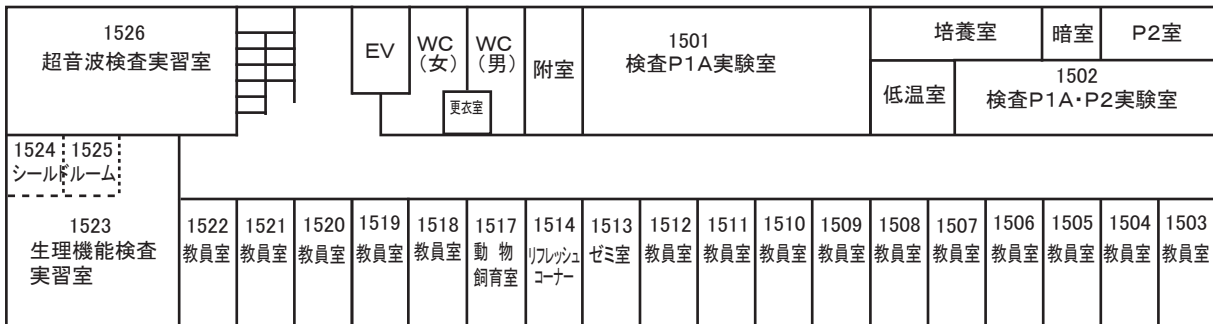 1526
超音波検査実習室
EV
WC
(女)
WC
(男)
更衣室
附室
1501
検査P1A実験室
培養室
暗室
P2室
低温室
1502
検査P1A・P2実験室
1524
1525
シールドルーム
1523
生理機能検査
実習室
1522
教員室
1521
教員室
1520
教員室
1519
教員室
1518
教員室
1517
動物
飼育室
1514
リフレッシュ
コーナー
1513
ゼミ室
1512
教員室
1511
教員室
1510
教員室
1509
教員室
1508
教員室
1507
教員室
1506
教員室
1505
教員室
1504
教員室
1503
教員室